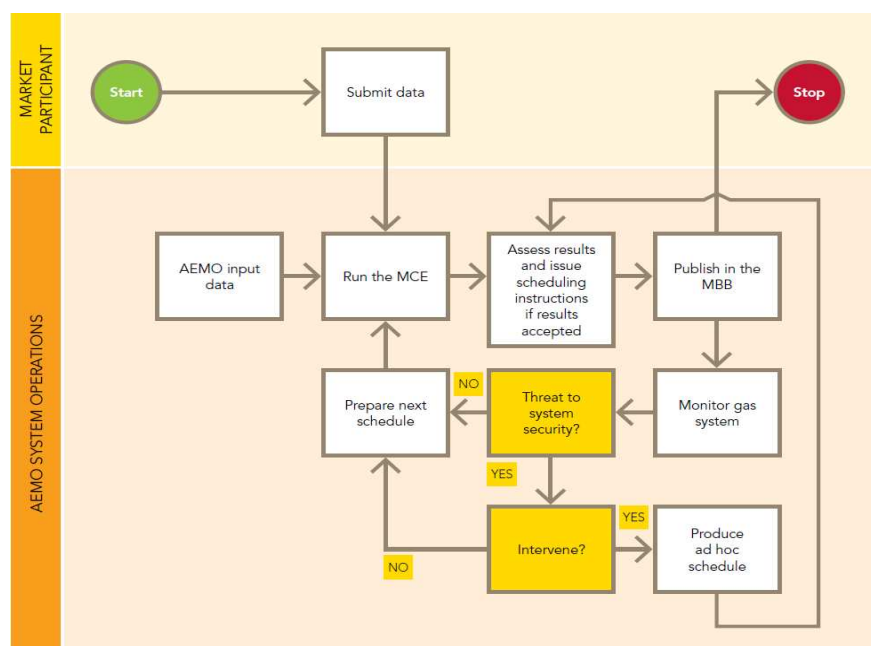 MARKET
PARTICIPANT
Start
Submit data
Stop
AEMO SYSTEM OPERATIONS
AEMO input
data
Run the MCE
Assess results
and issue
scheduling
instructions
if results
accepted
Publish in the
MBB
Prepare next
schedule
NO
Threat to
system
security?
Monitor gas
system
YES
Intervene?
YES
Produce
ad hoc
schedule
NO